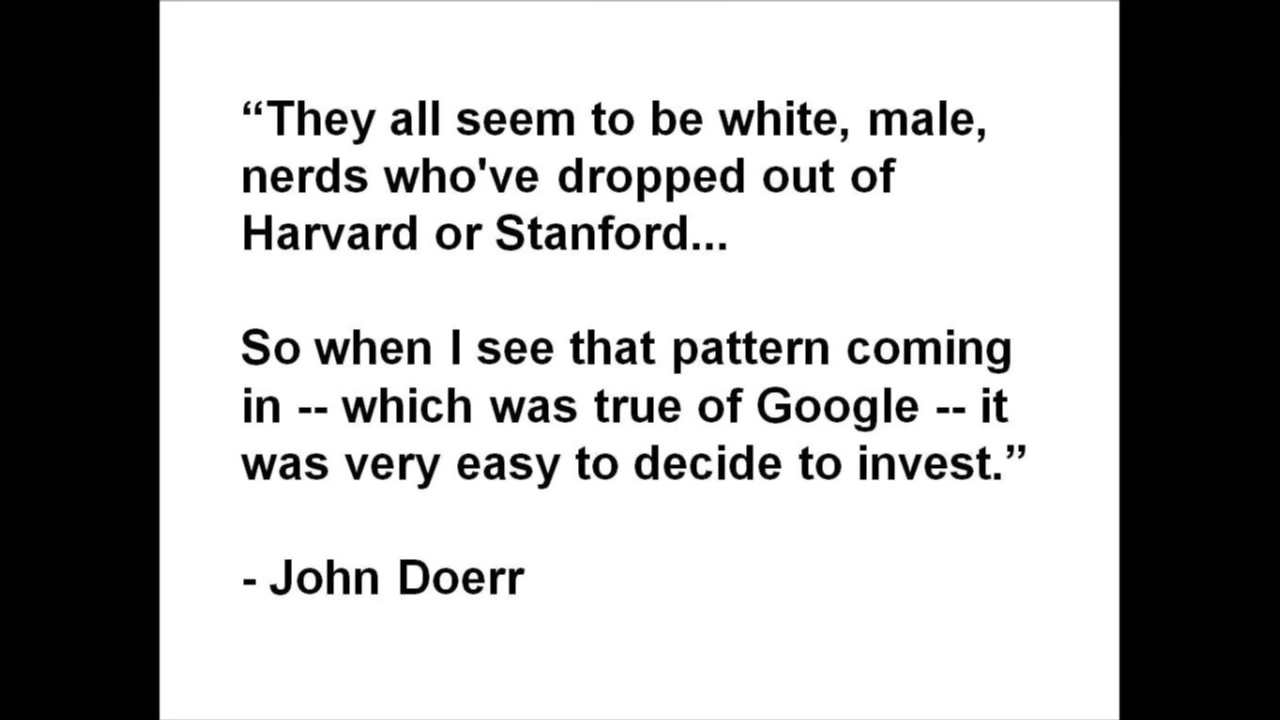 “They all seem to be white, male,
nerds who've dropped out of
Harvard or Stanford...
So when I see that pattern coming
in -- which was true of Google -- it
was very easy to decide to invest.”
- John Doerr